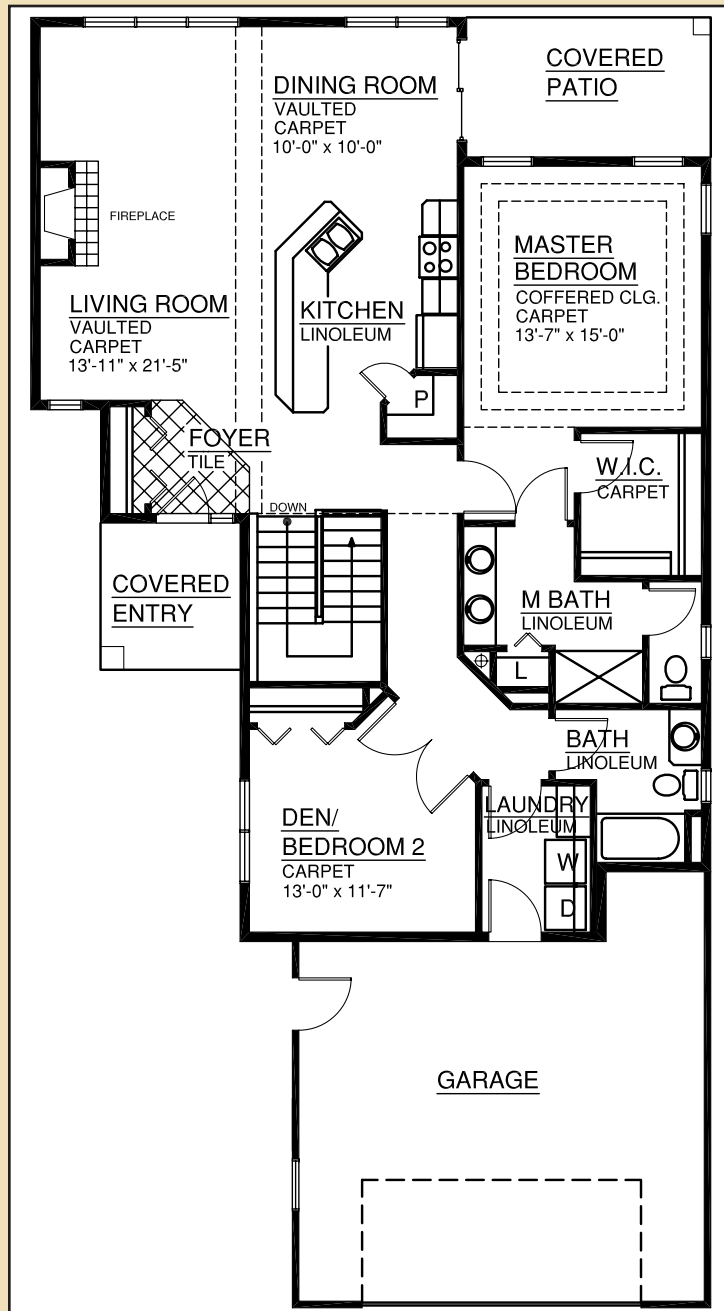 COVERED
PATIO
DINING ROOM
VAULTED
CARPET
10'-0" x 10'-0"
FIREPLACE
MASTER
BEDROOM
COFFERED CLG.
CARPET
13'-7" x 15'-0"
LIVING ROOM
VAULTED
CARPET
13'-11" x 21'-5"
KITCHEN
LINOLEUM
P
FOYER
TILE
W.I.C.
CARPET
DOWN
COVERED
ENTRY
M BATH
LINOLEUM
L
BATH
LINOLEUM
DEN/
BEDROOM 2
CARPET
13'-0" x 11'-7"
LAUNDRY
LINOLEUM
W
D
GARAGE